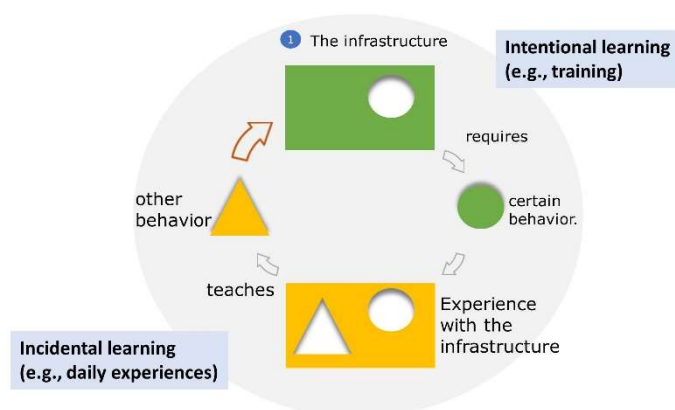 1 The infrastructure
Intentional learning
(e.g., training)
requires
certain
behavior.
other
behavior
teaches
Experience
with the
infrastructure
Incidental learning
(e.g., daily experiences)